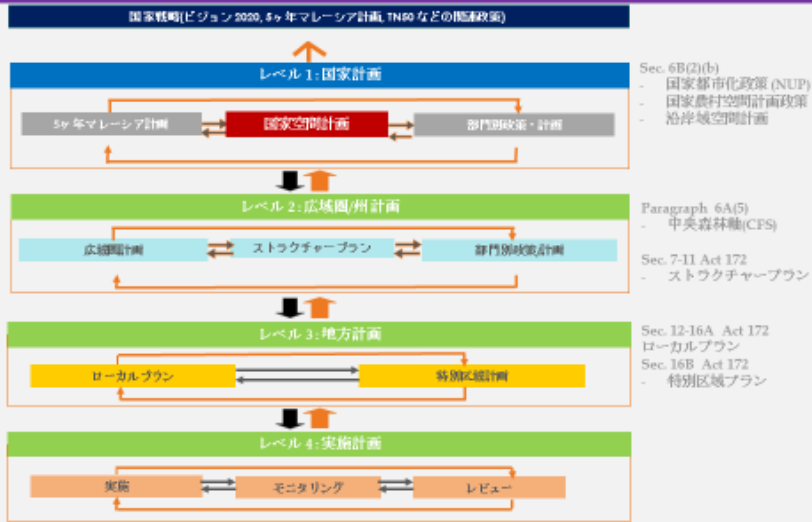 国家戦略(ビジョン 2020, 5ヶ年マレーシア計画, TN50 などの関連政策)
レベル 1: 国家計画
5ヶ年マレーシア計画
国家空間計画
部門別政策・計画
Sec. 6B(2)(b)
- 国家都市化政策 (NUP)
- 国家農村空間計画政策
- 沿岸域空間計画
レベル 2: 広域圏/州計画
広域圏計画
ストラクチャープラン
部門別政策/計画
Paragraph 6A(5)
- 中央森林軸(CFS)
Sec. 7-11 Act 172
- ストラクチャープラン
レベル 3: 地方計画
ローカルプラン
特別区域計画
Sec. 12-16A Act 172
ローカルプラン
Sec. 16B Act 172
- 特別区域プラン
レベル 4: 実施計画
実施
モニタリング
レビュー